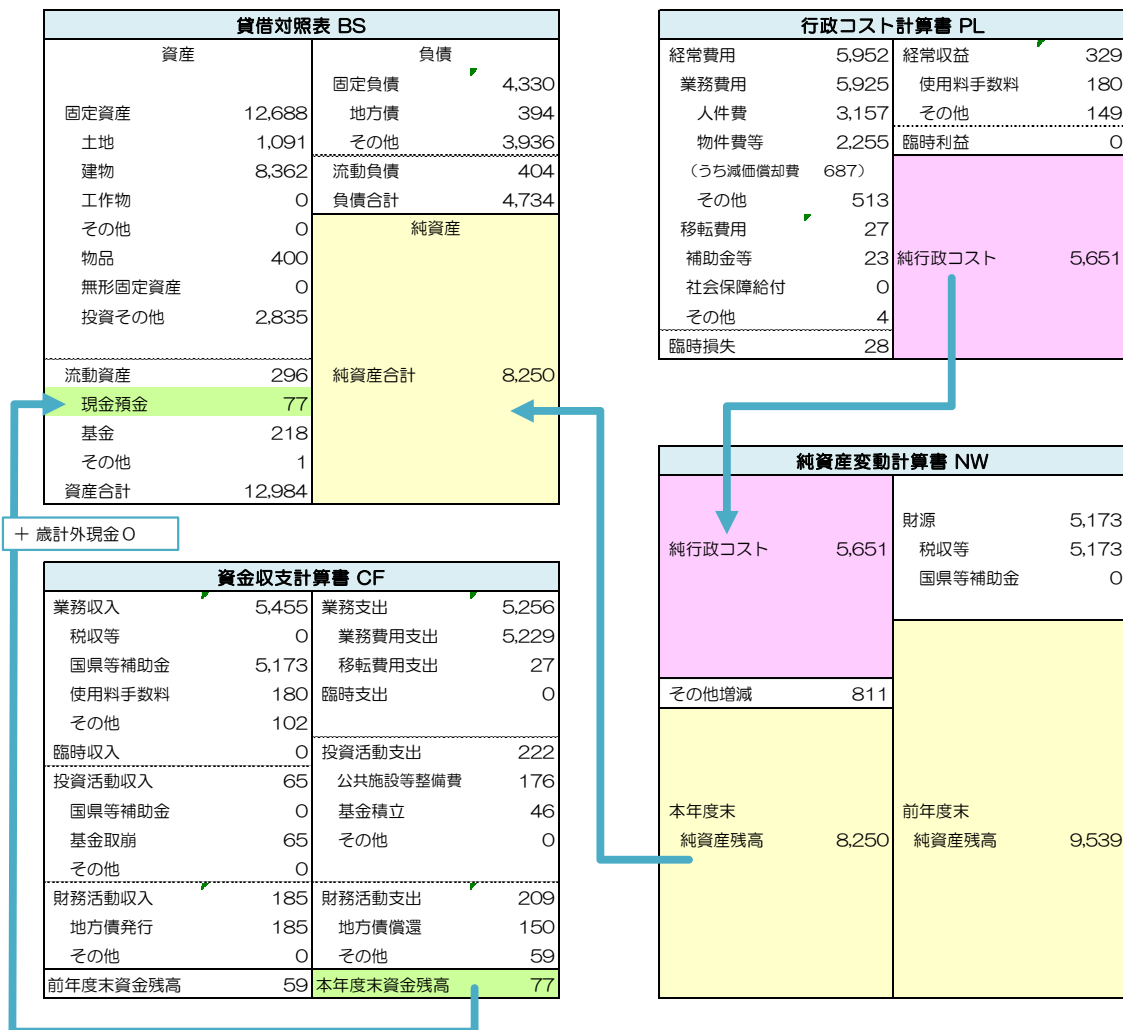 貸借対照表 BS
資産
固定資産 12,688
土地 1,091
建物 8,362
工作物 0
その他 0
物品 400
無形固定資産 0
投資その他 2,835
流動資産 296
現金預金 77
基金 218
その他 1
資産合計 12,984
負債
固定負債 4,330
地方債 394
その他 3,936
流動負債 404
負債合計 4,734
純資産
純資産合計 8,250
＋ 歳計外現金0
行政コスト計算書 PL
経常費用 5,952
業務費用 5,925
人件費 3,157
物件費等 2,255
（うち減価償却費 687）
その他 513
移転費用 27
補助金等 23
社会保障給付 0
その他 4
臨時損失 28
経常収益 329
使用料手数料 180
その他 149
臨時利益 0
純行政コスト 5,651
資金収支計算書 CF
業務収入 5,455
税収等 0
国県等補助金 5,173
使用料手数料 180
その他 102
臨時収入 0
投資活動収入 65
国県等補助金 0
基金取崩 65
その他 0
財務活動収入 185
地方債発行 185
その他 0
前年度末資金残高 59
業務支出 5,256
業務費用支出 5,229
移転費用支出 27
臨時支出 0
投資活動支出 222
公共施設等整備費 176
基金積立 46
その他 0
財務活動支出 209
地方債償還 150
その他 59
本年度末資金残高 77
純資産変動計算書 NW
純行政コスト 5,651
その他増減 811
本年度末
純資産残高 8,250
財源 5,173
税収等 5,173
国県等補助金 0
前年度末
純資産残高 9,539